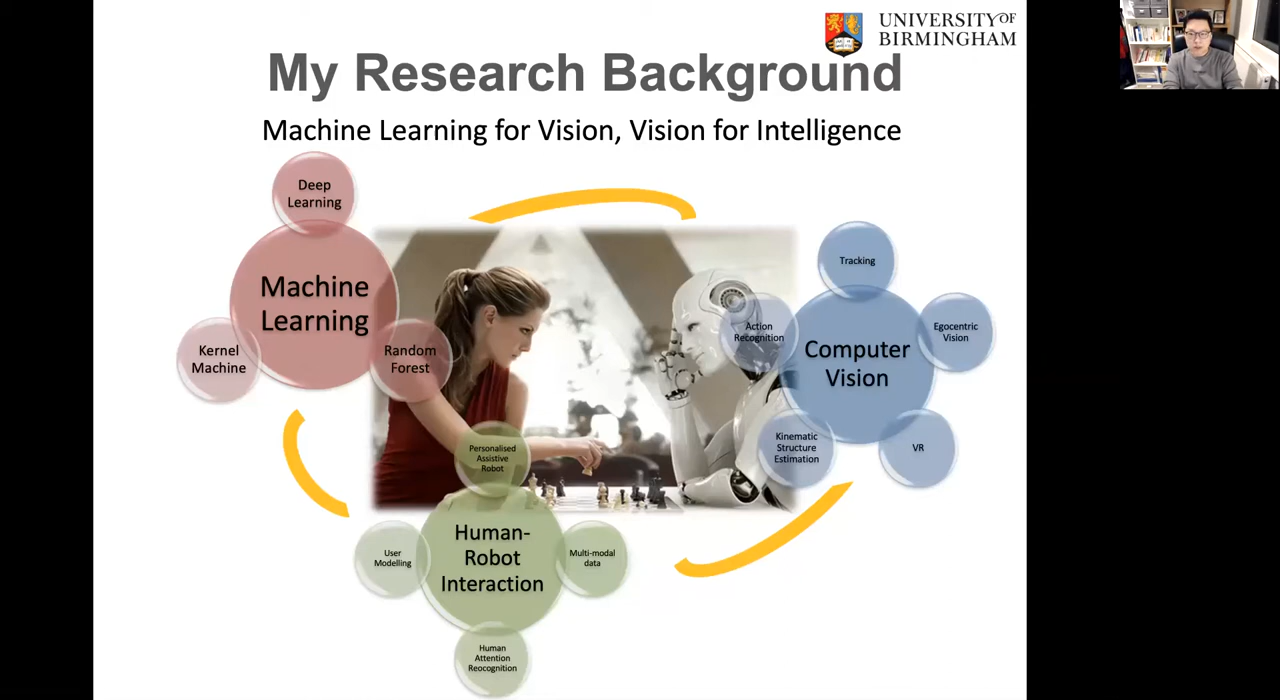 UNIVERSITY OF
BIRMINGHAM
My Research Background
Machine Learning for Vision, Vision for Intelligence
Deep
Learning
Machine
Learning
Kernel
Machine
Random
Forest
Tracking
Action
Recognition
Egocentric
Vision
Computer
Vision
Kinematic
Structure
Estimation
VR
Personalised
Assistive
Robot
Human-
Robot
Interaction
User
Modelling
Multi-modal
data
Human
Attention
Reocognition